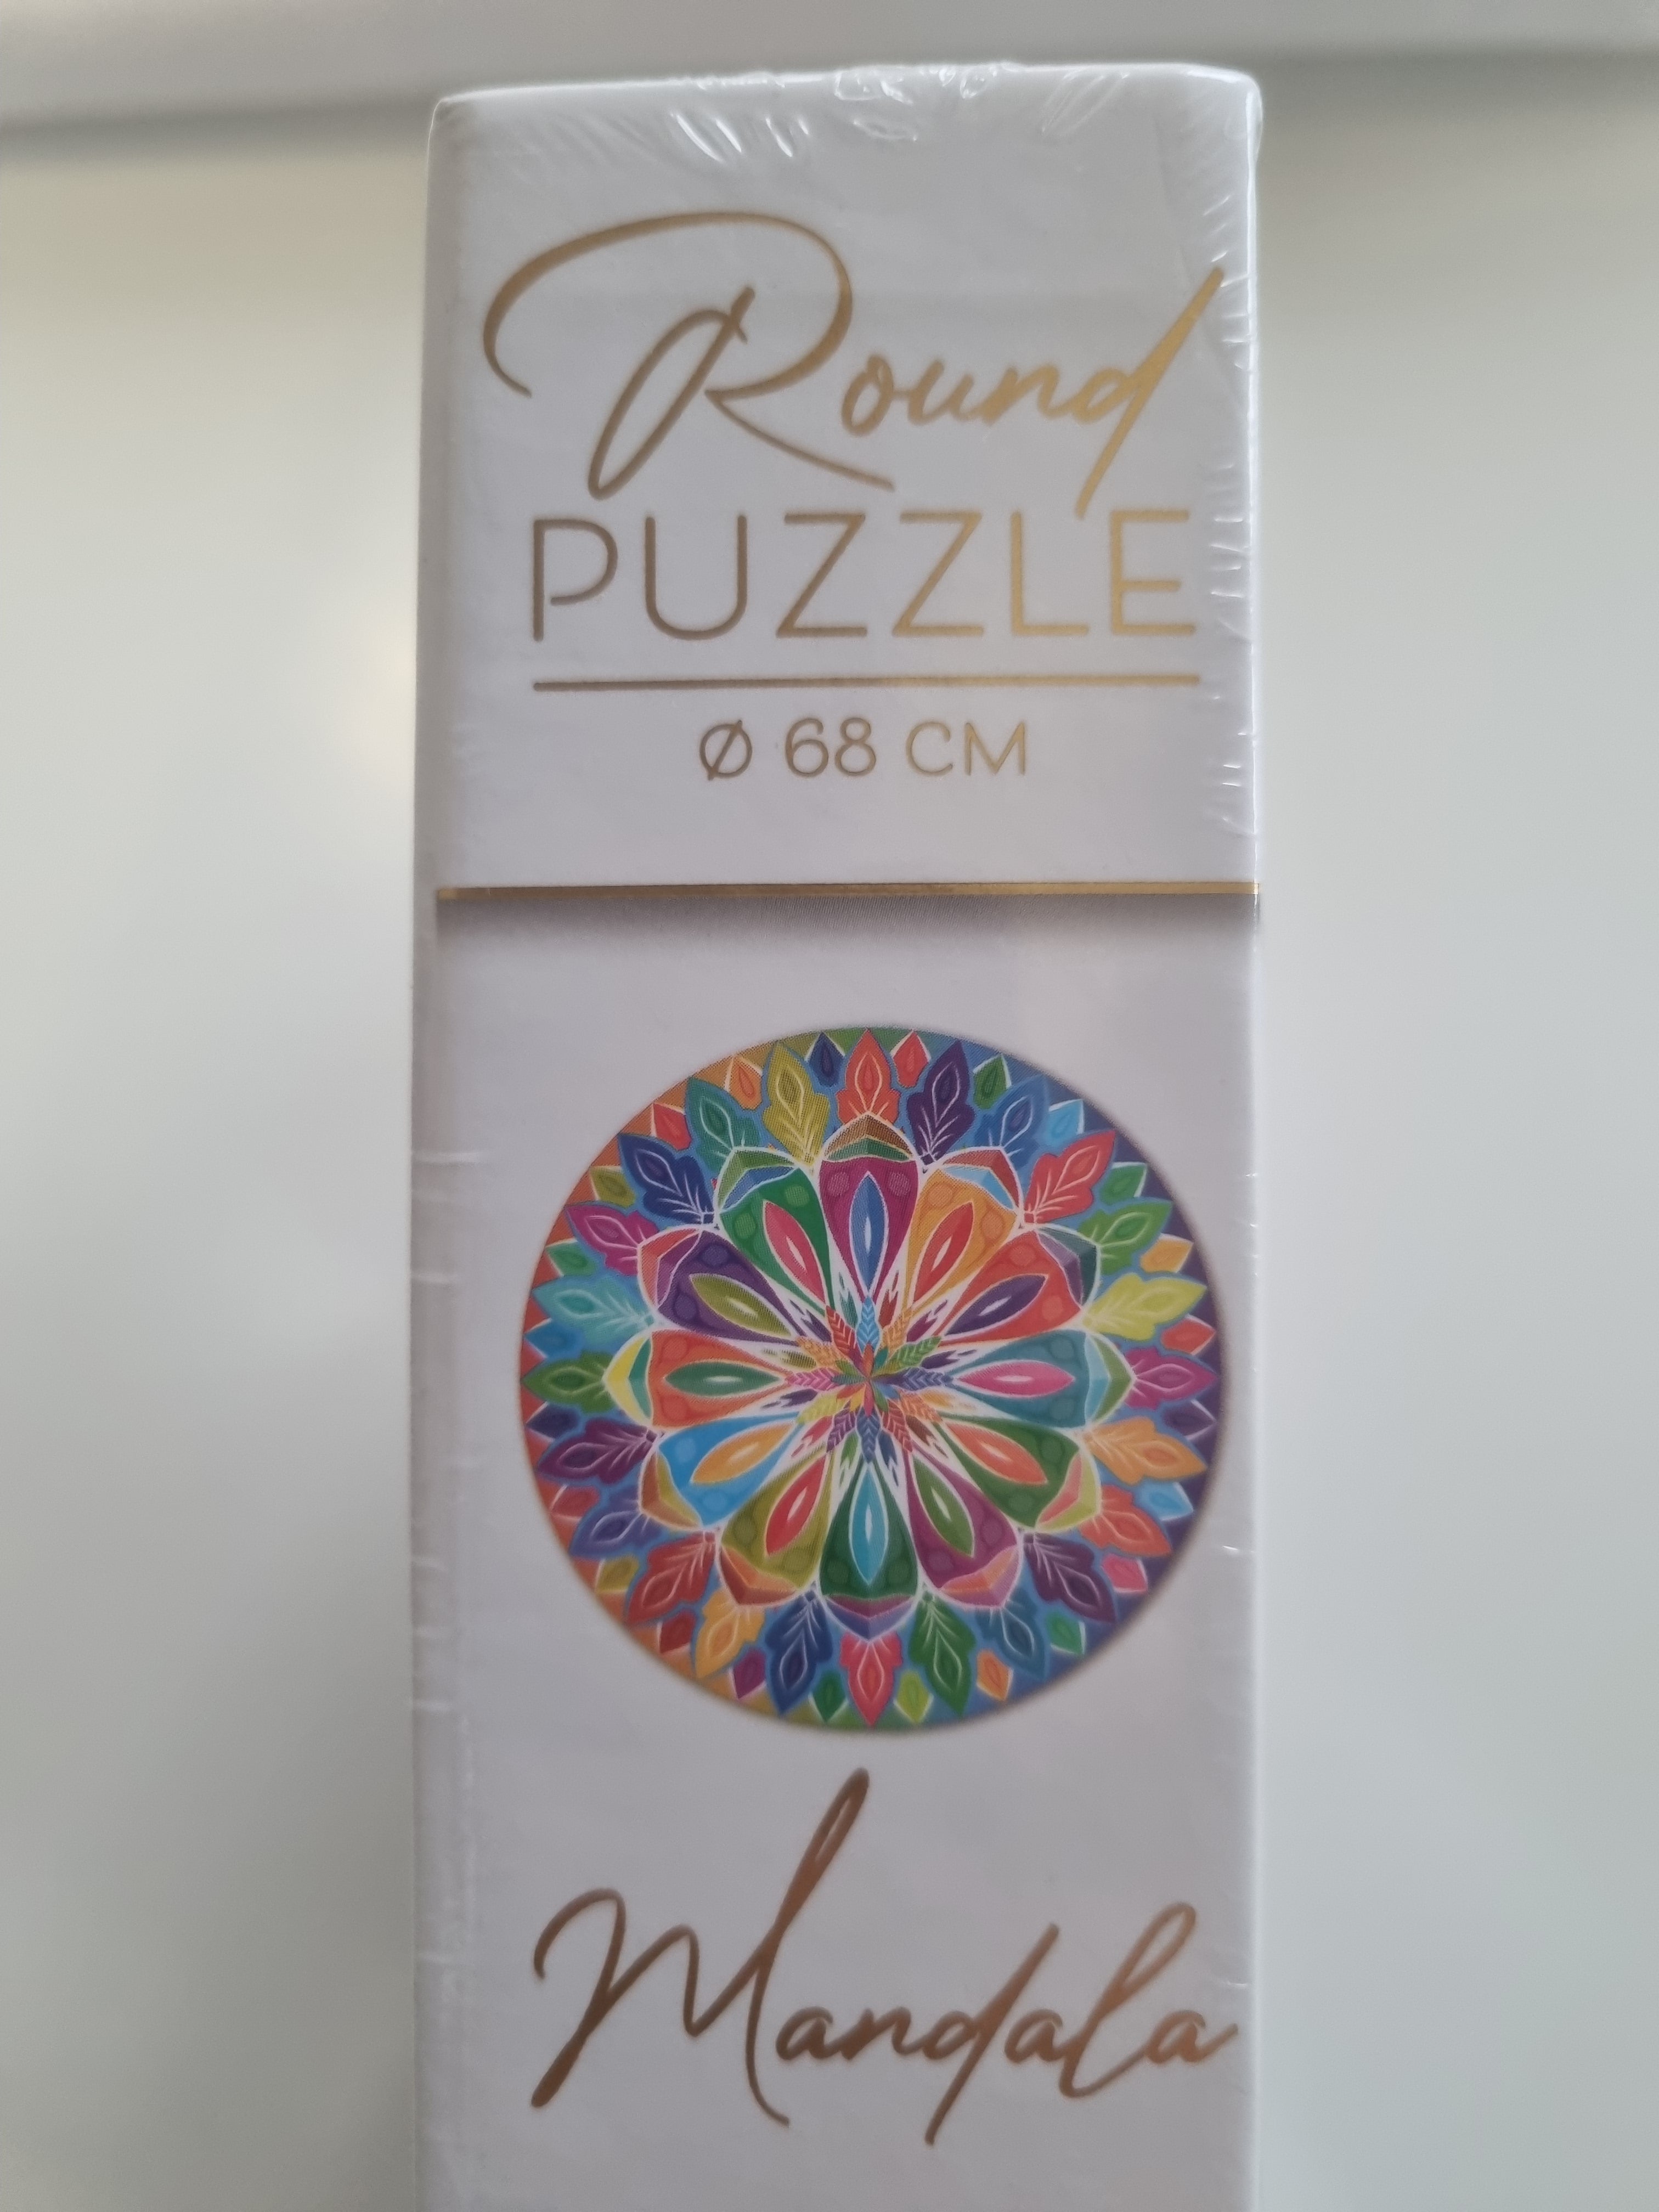 Round
PUZZLE
Ø 68 CM
Mandala